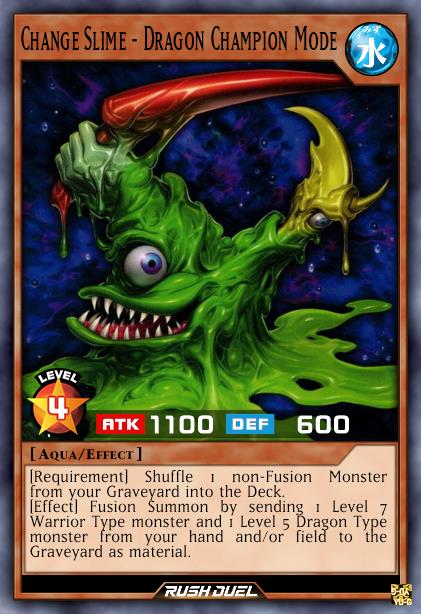 CHANGE SLIME - DRAGON CHAMPION MODE
みず
水
LEVEL
4
ATK 1100 DEF 600
[AQUA/EFFECT]
[Requirement] Shuffle 1 non-Fusion Monster
from your Graveyard into the Deck.
[Effect] Fusion Summon by sending 1 Level 7
Warrior Type monster and 1 Level 5 Dragon Type
monster from your hand and/or field to the
Graveyard as material.
RUSH DUEL